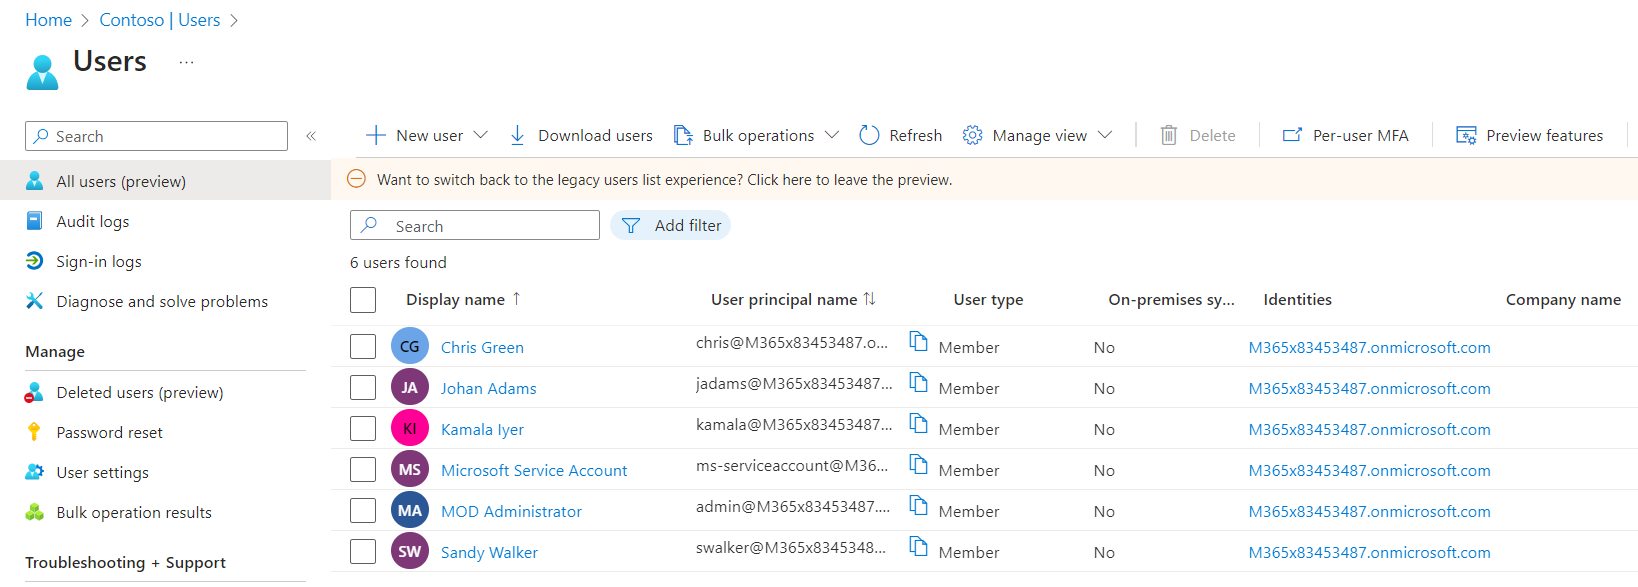 Home > Contoso | Users >
Users ...
Search «
New user Download users Bulk operations Refresh Manage view Delete Per-user MFA Preview features
All users (preview)
Want to switch back to the legacy users list experience? Click here to leave the preview.
Audit logs
Search Add filter
Sign-in logs
6 users found
Diagnose and solve problems
Display name ↑ User principal name ↑↓ User type On-premises sy... Identities Company name
Manage
CG Chris Green chris@M365x83453487.o... Member No M365x83453487.onmicrosoft.com
Deleted users (preview)
JA Johan Adams jadams@M365x83453487... Member No M365x83453487.onmicrosoft.com
Password reset
KI Kamala Iyer kamala@M365x83453487... Member No M365x83453487.onmicrosoft.com
User settings
MS Microsoft Service Account ms-serviceaccount@M36... Member No M365x83453487.onmicrosoft.com
Bulk operation results
MA MOD Administrator admin@M365x83453487.... Member No M365x83453487.onmicrosoft.com
Troubleshooting + Support
SW Sandy Walker swalker@M365x8345348... Member No M365x83453487.onmicrosoft.com